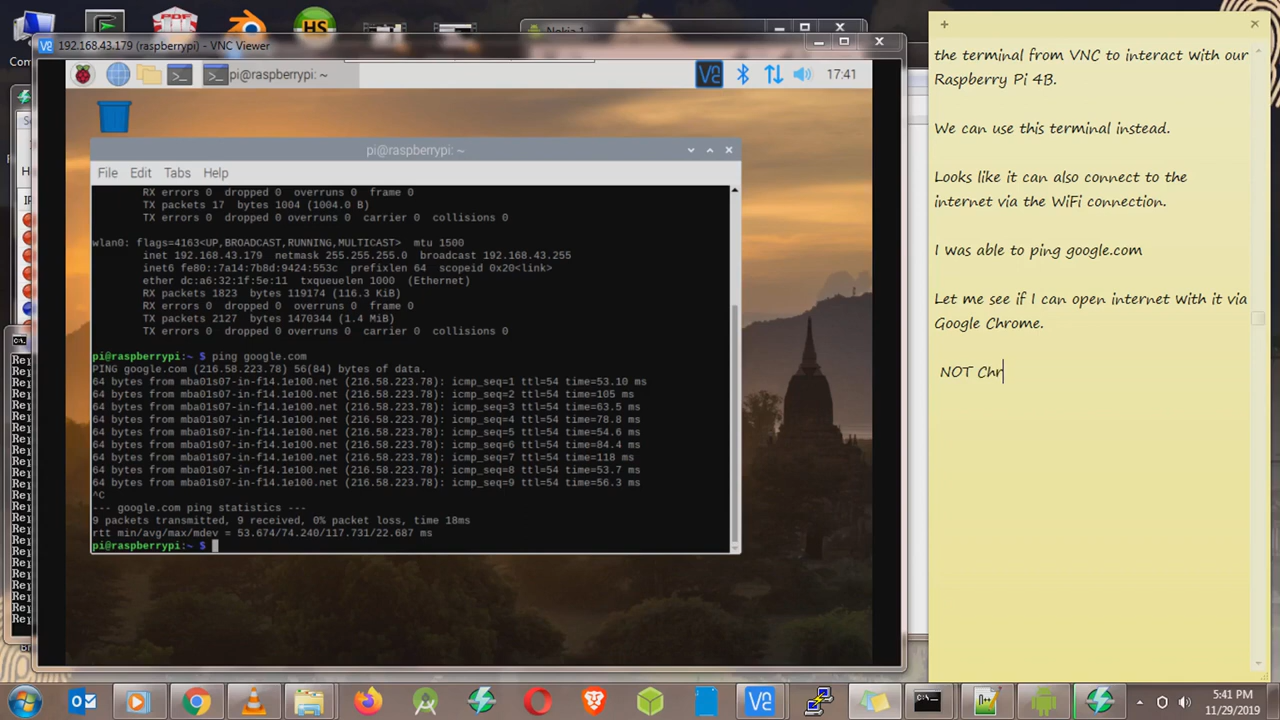 PDF
HS
Nokia 1
192.168.43.179 (raspberrypi) - VNC Viewer
pi@raspberrypi: ~
17:41
pi@raspberrypi: ~
File Edit Tabs Help
RX errors 0 dropped 0 overruns 0 frame 0
TX packets 17 bytes 1004 (1004.0 B)
TX errors 0 dropped 0 overruns 0 carrier 0 collisions 0
wlan0: flags=4163<UP,BROADCAST,RUNNING,MULTICAST> mtu 1500
inet 192.168.43.179 netmask 255.255.255.0 broadcast 192.168.43.255
inet6 fe80::7a14:7b8d:9424:553c prefixlen 64 scopeid 0x20<link>
ether dc:a6:32:1f:5e:11 txqueuelen 1000 (Ethernet)
RX packets 1823 bytes 119174 (116.3 KiB)
RX errors 0 dropped 0 overruns 0 frame 0
TX packets 2127 bytes 1470344 (1.4 MiB)
TX errors 0 dropped 0 overruns 0 carrier 0 collisions 0
pi@raspberrypi:~ $ ping google.com
PING google.com (216.58.223.78) 56(84) bytes of data.
64 bytes from mba01s07-in-f14.1e100.net (216.58.223.78): icmp_seq=1 ttl=54 time=53.10 ms
64 bytes from mba01s07-in-f14.1e100.net (216.58.223.78): icmp_seq=2 ttl=54 time=105 ms
64 bytes from mba01s07-in-f14.1e100.net (216.58.223.78): icmp_seq=3 ttl=54 time=63.5 ms
64 bytes from mba01s07-in-f14.1e100.net (216.58.223.78): icmp_seq=4 ttl=54 time=78.8 ms
64 bytes from mba01s07-in-f14.1e100.net (216.58.223.78): icmp_seq=5 ttl=54 time=54.6 ms
64 bytes from mba01s07-in-f14.1e100.net (216.58.223.78): icmp_seq=6 ttl=54 time=84.4 ms
64 bytes from mba01s07-in-f14.1e100.net (216.58.223.78): icmp_seq=7 ttl=54 time=118 ms
64 bytes from mba01s07-in-f14.1e100.net (216.58.223.78): icmp_seq=8 ttl=54 time=53.7 ms
64 bytes from mba01s07-in-f14.1e100.net (216.58.223.78): icmp_seq=9 ttl=54 time=56.3 ms
^C
--- google.com ping statistics ---
9 packets transmitted, 9 received, 0% packet loss, time 18ms
rtt min/avg/max/mdev = 53.674/74.240/117.731/22.687 ms
pi@raspberrypi:~ $
the terminal from VNC to interact with our
Raspberry Pi 4B.
We can use this terminal instead.
Looks like it can also connect to the
internet via the WiFi connection.
I was able to ping google.com
Let me see if I can open internet with it via
Google Chrome.
NOT Chr
5:41 PM
11/29/2019